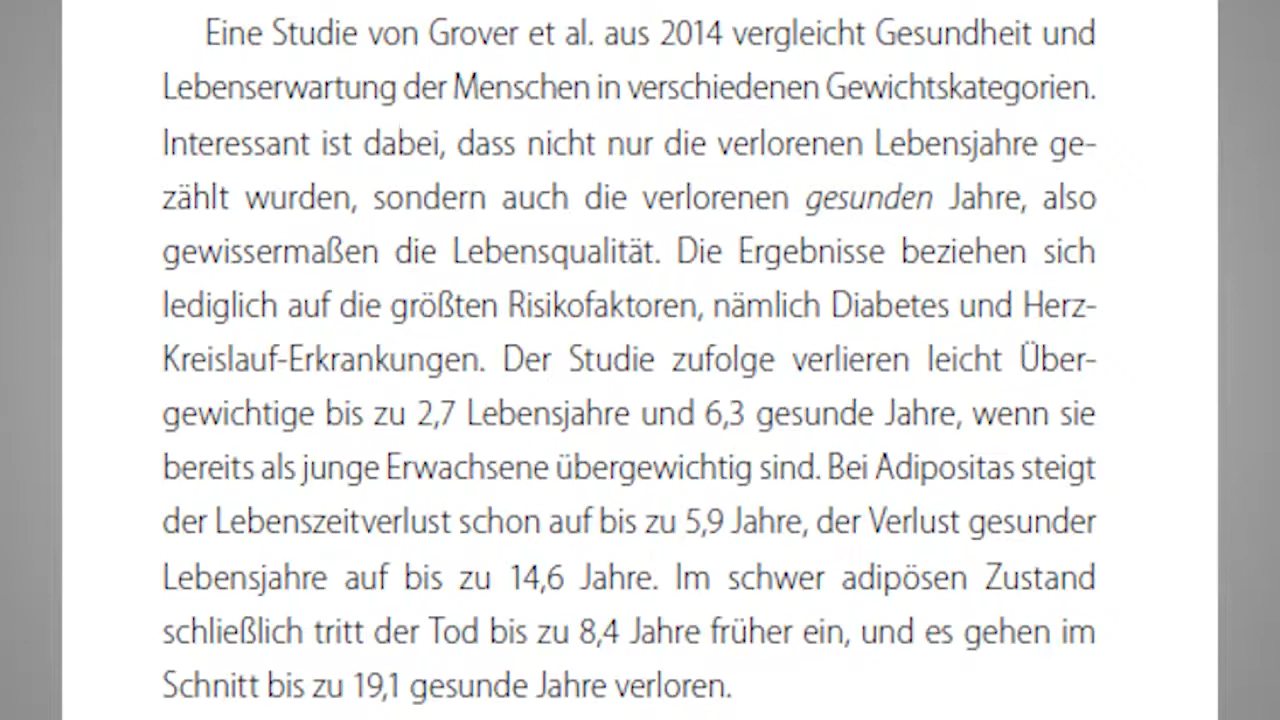 Eine Studie von Grover et al. aus 2014 vergleicht Gesundheit und
Lebenserwartung der Menschen in verschiedenen Gewichtskategorien.
Interessant ist dabei, dass nicht nur die verlorenen Lebensjahre ge-
zählt wurden, sondern auch die verlorenen gesunden Jahre, also
gewissermaßen die Lebensqualität. Die Ergebnisse beziehen sich
lediglich auf die größten Risikofaktoren, nämlich Diabetes und Herz-
Kreislauf-Erkrankungen. Der Studie zufolge verlieren leicht Über-
gewichtige bis zu 2,7 Lebensjahre und 6,3 gesunde Jahre, wenn sie
bereits als junge Erwachsene übergewichtig sind. Bei Adipositas steigt
der Lebenszeitverlust schon auf bis zu 5,9 Jahre, der Verlust gesunder
Lebensjahre auf bis zu 14,6 Jahre. Im schwer adipösen Zustand
schließlich tritt der Tod bis zu 8,4 Jahre früher ein, und es gehen im
Schnitt bis zu 19,1 gesunde Jahre verloren.